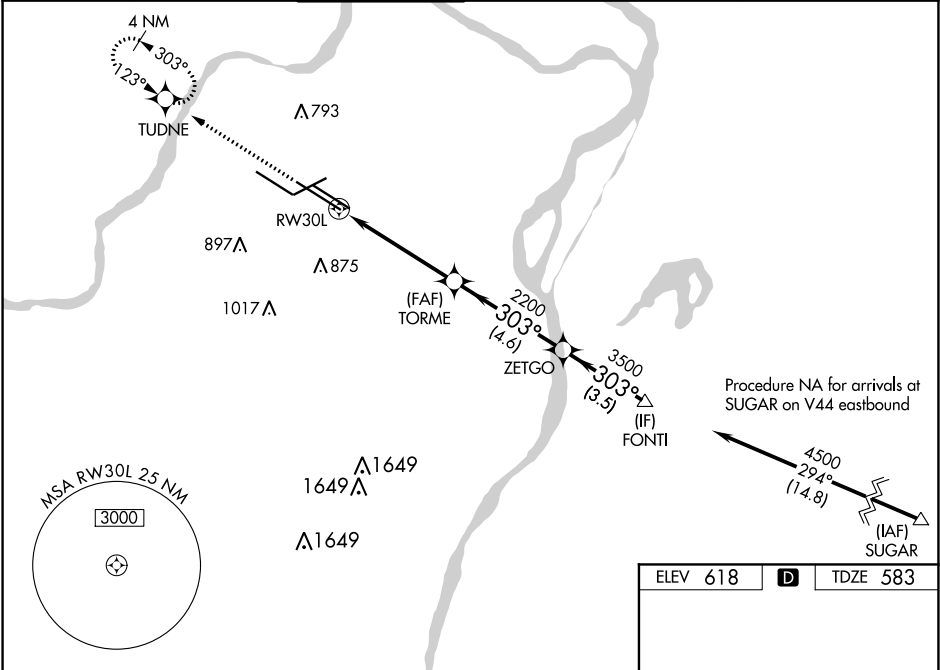 4 NM
303°
123°
TUDNE
793
RW30L
897
875
1017
(FAF)
TORME
2200
303°
(4.6)
ZETGO
3500
303°
(3.5)
(IF)
FONTI
Procedure NA for arrivals at
SUGAR on V44 eastbound
4500
294°
(14.8)
(IAF)
SUGAR
1649
1649
1649
MSA RW30L 25 NM
3000
ELEV 618 D TDZE 583